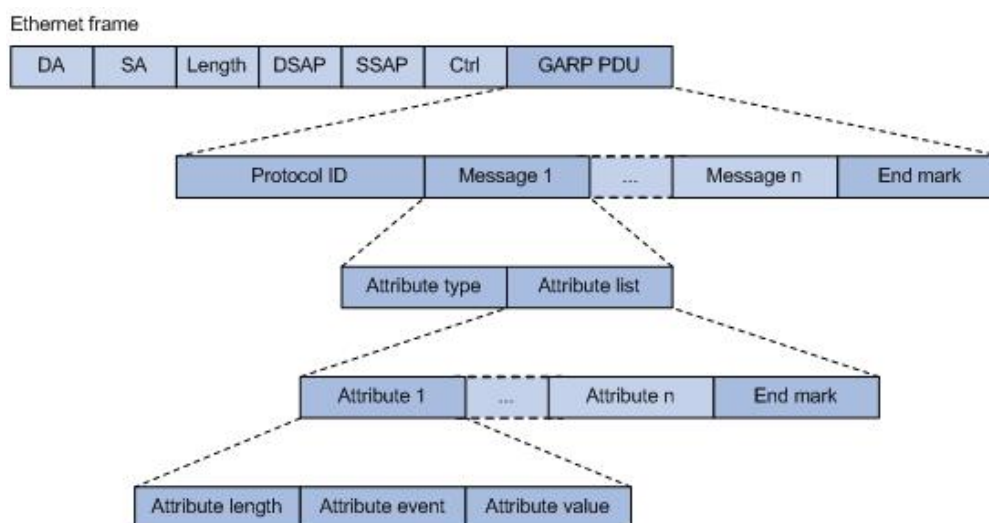 Ethernet frame
DA SA Length DSAP SSAP Ctrl GARP PDU
Protocol ID Message 1 ... Message n End mark
Attribute type Attribute list
Attribute 1 ... Attribute n End mark
Attribute length Attribute event Attribute value